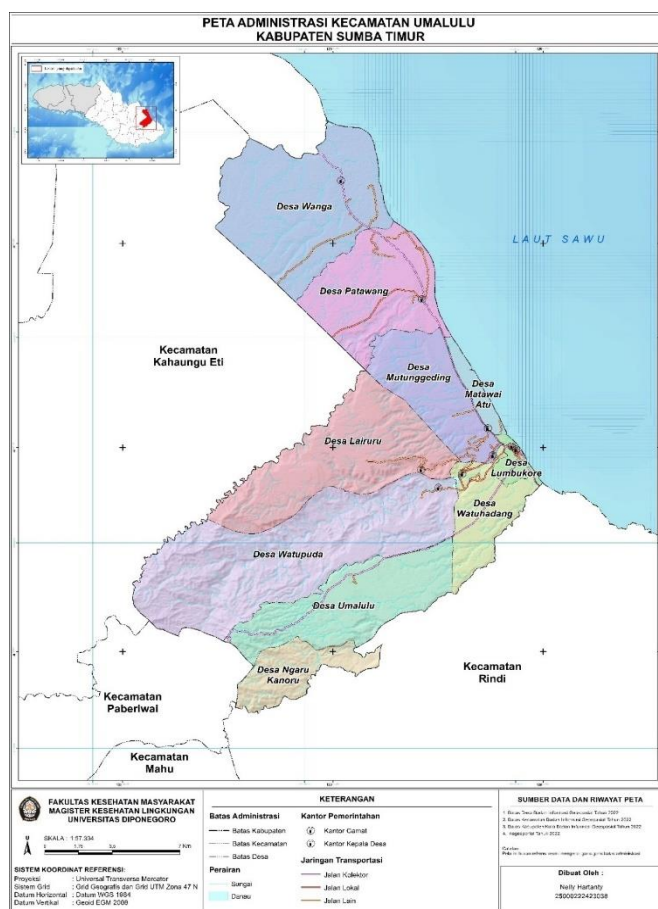 PETA ADMINISTRASI KECAMATAN UMALULU
KABUPATEN SUMBA TIMUR
LAUT SAWU
Desa Wanga
Desa Patawang
Kecamatan
Kahaungu Eti
Desa
Mutunggeding
Desa
Matawai
Atu
Desa Lairuru
Desa
Lumbukore
Desa
Watuhadang
Desa Watupuda
Desa Umalulu
Desa Ngaru
Kanoru
Kecamatan
Rindi
Kecamatan
Paberiwai
Kecamatan
Mahu
FAKULTAS KESEHATAN MASYARAKAT
MAGISTER KESEHATAN LINGKUNGAN
UNIVERSITAS DIPONEGORO
N
SKALA : 1:57.334
7 Km
SISTEM KOORDINAT REFERENSI:
Proyeksi : Universal Transverse Mercator
Sistem Grid : Grid Geografis dan Grid UTM Zona 47 N
Datum Horizontal : Datum WGS 1984
Datum Vertikal : Geoid EGM 2008
KETERANGAN
Batas Administrasi
Batas Kabupaten
Batas Kecamatan
Batas Desa
Perairan
Sungai
Danau
Kantor Pemerintahan
Kantor Camat
Kantor Kepala Desa
Jaringan Transportasi
Jalan Kolektor
Jalan Lokal
Jalan Lain
SUMBER DATA DAN RIWAYAT PETA
Dibuat Oleh :
Nelly Hartanty
25000222423038